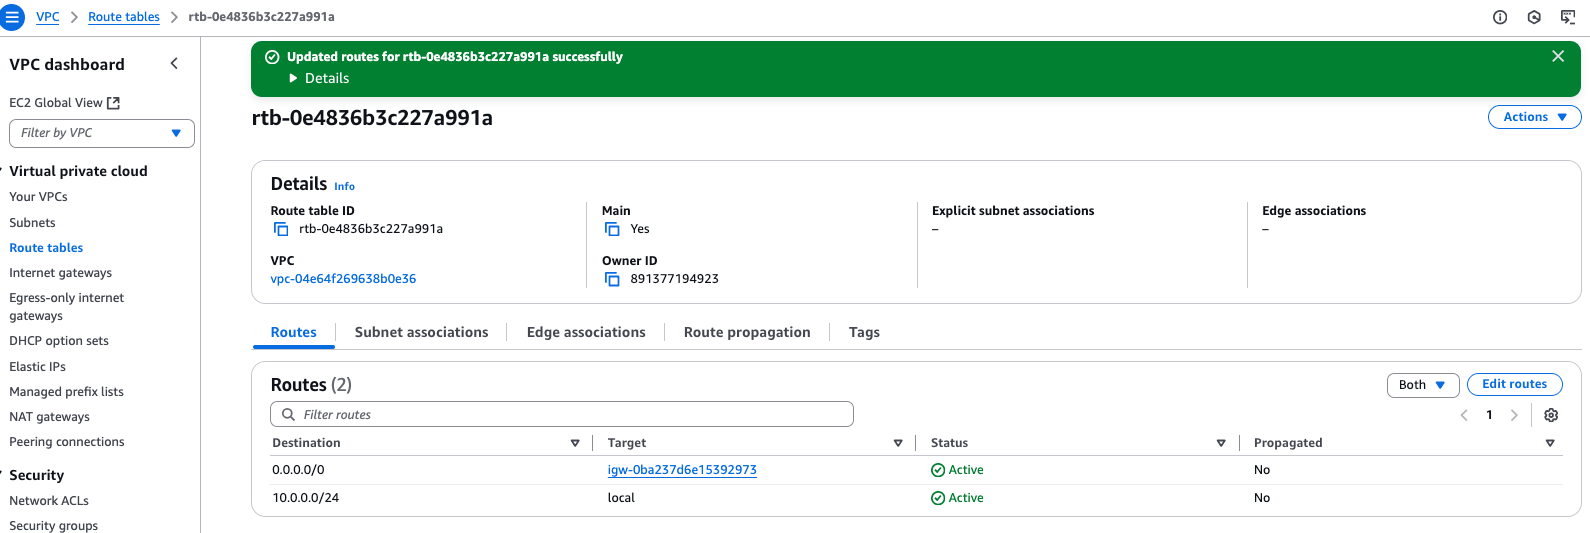 VPC > Route tables > rtb-0e4836b3c227a991a
VPC dashboard
EC2 Global View
Filter by VPC
Virtual private cloud
Your VPCs
Subnets
Route tables
Internet gateways
Egress-only internet
gateways
DHCP option sets
Elastic IPs
Managed prefix lists
NAT gateways
Peering connections
Security
Network ACLs
Security groups
Updated routes for rtb-0e4836b3c227a991a successfully
Details
rtb-0e4836b3c227a991a
Actions
Details Info
Route table ID
rtb-0e4836b3c227a991a
Main
Yes
Explicit subnet associations
–
Edge associations
–
VPC
vpc-04e64f269638b0e36
Owner ID
891377194923
Routes Subnet associations Edge associations Route propagation Tags
Routes (2)
Both
Edit routes
Filter routes
1
Destination Target Status Propagated
0.0.0.0/0 igw-0ba237d6e15392973 Active No
10.0.0.0/24 local Active No